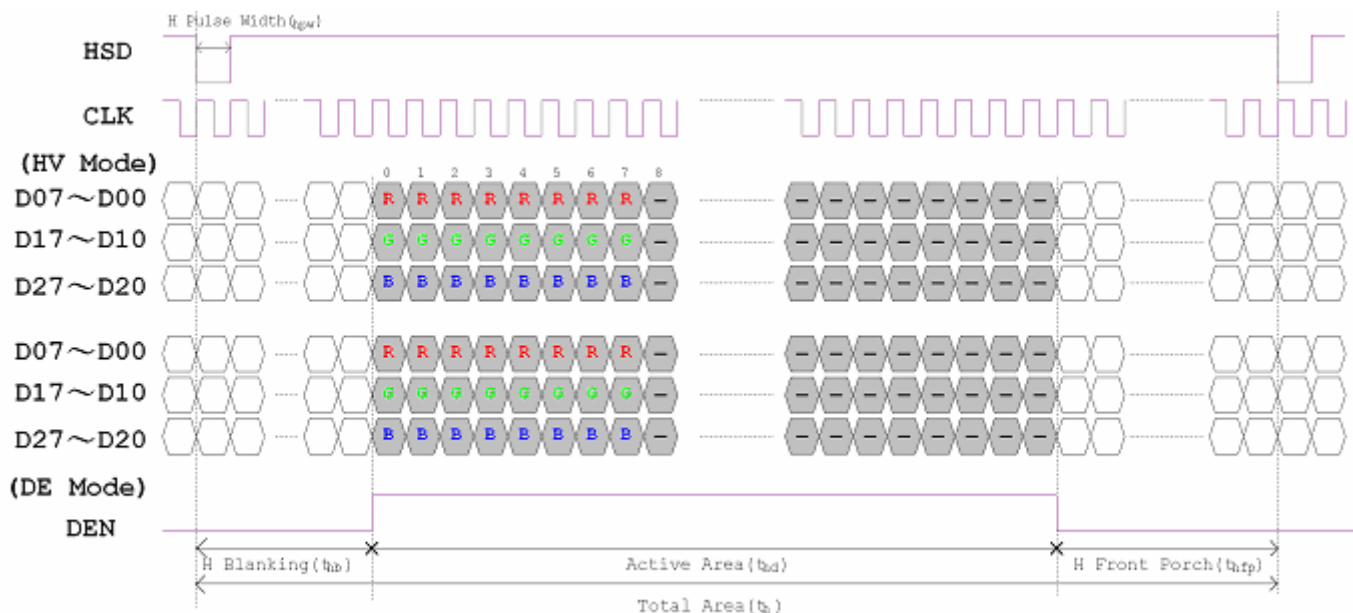 H Pulse Width(thpw)
HSD
CLK
(HV Mode)
0 1 2 3 4 5 6 7 8
D07～D00 R R R R R R R R — — — — — — — — —
D17～D10 G G G G G G G G — — — — — — — — —
D27～D20 B B B B B B B B — — — — — — — — —
D07～D00 R R R R R R R R — — — — — — — — —
D17～D10 G G G G G G G G — — — — — — — — —
D27～D20 B B B B B B B B — — — — — — — — —
(DE Mode)
DEN
H Blanking(thb) Active Area(thd) H Front Porch(thfp)
Total Area(th)